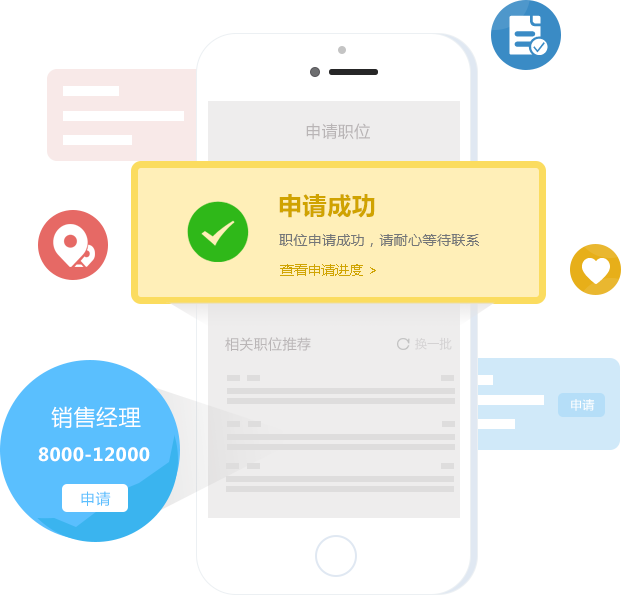 申请职位
申请成功
职位申请成功，请耐心等待联系
查看申请进度 >
相关职位推荐
换一批
申请
销售经理
8000-12000
申请